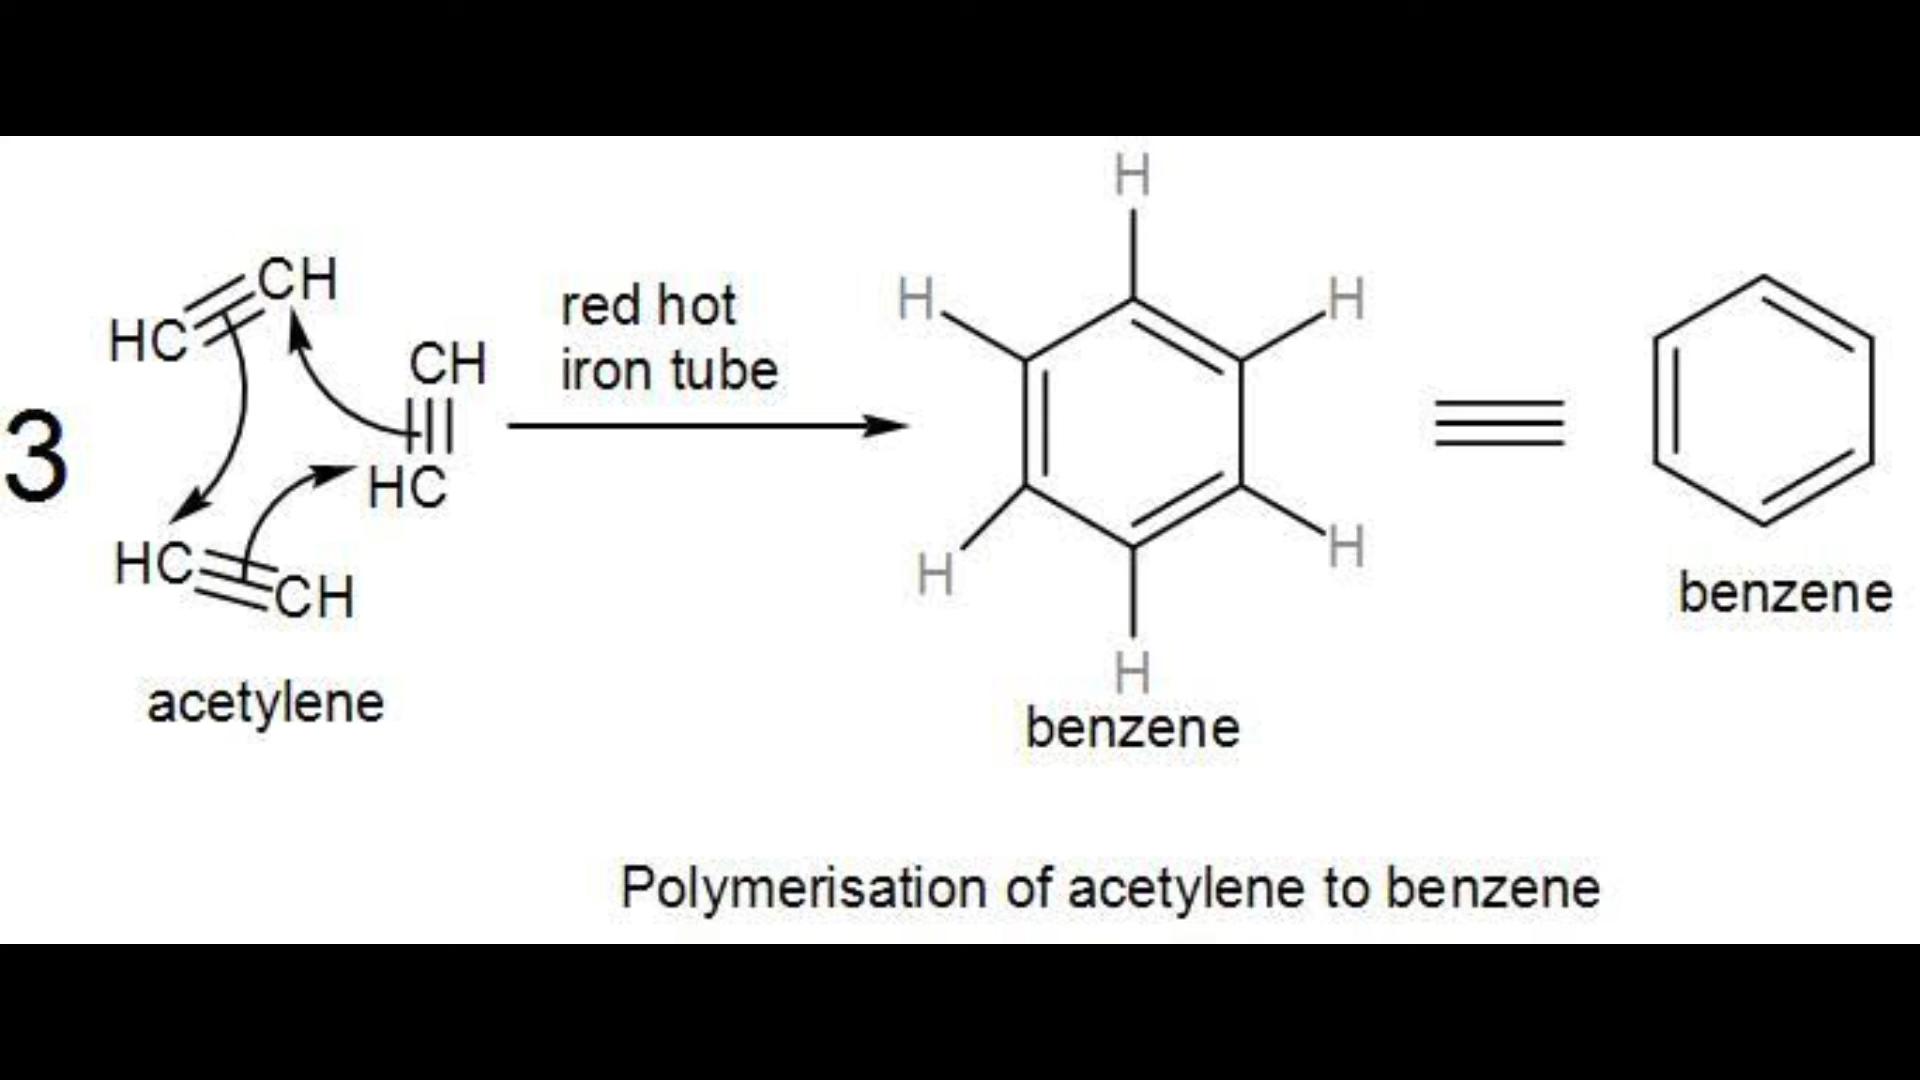 3
HC
CH
CH
HC
HC
CH
acetylene
red hot
iron tube
H
H
H
H
H
H
benzene
benzene
Polymerisation of acetylene to benzene